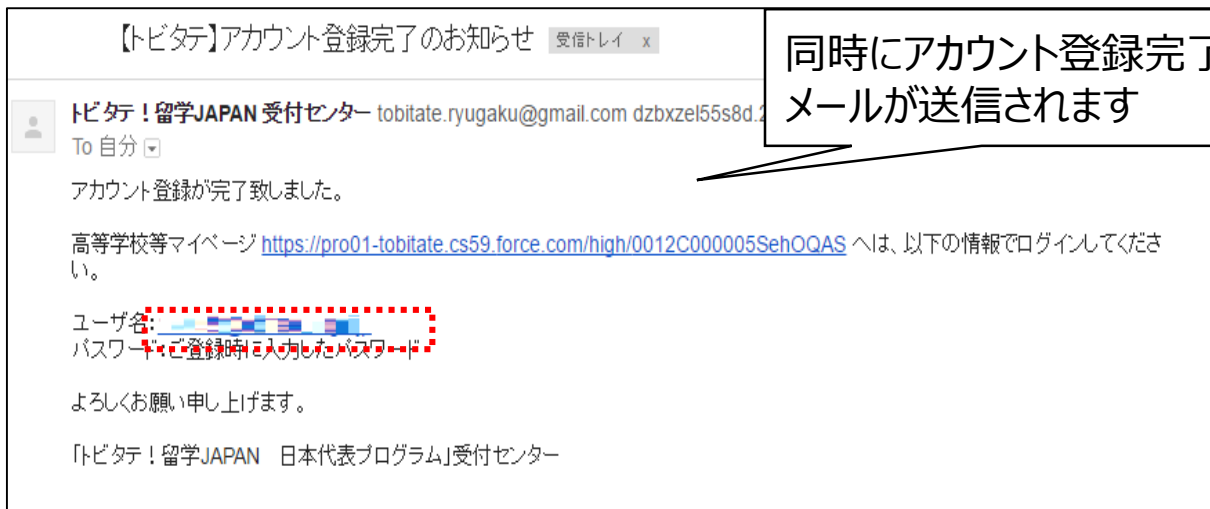 【トビタテ】アカウント登録完了のお知らせ 受信トレイ x
同時にアカウント登録完了
メールが送信されます
トビタテ！留学JAPAN 受付センター tobitate.ryugaku@gmail.com dzbxzel55s8d.2
To 自分
アカウント登録が完了致しました。
高等学校等マイページ https://pro01-tobitate.cs59.force.com/high/0012C000005SehOQAS へは、以下の情報でログインしてくださ
い。
ユーザ名:
パスワード:ご登録時に入力したパスワード
よろしくお願い申し上げます。
「トビタテ！留学JAPAN　日本代表プログラム」受付センター